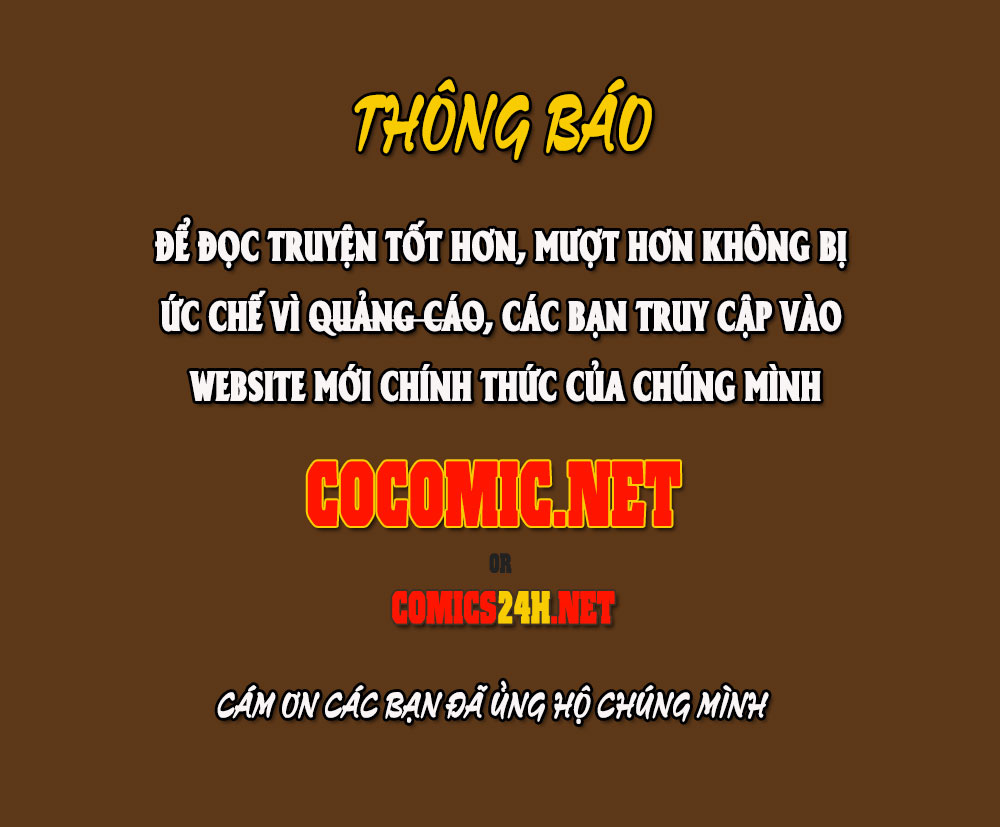 THÔNG BÁO
ĐỂ ĐỌC TRUYỆN TỐT HƠN, MƯỢT HƠN KHÔNG BỊ
ỨC CHẾ VÌ QUẢNG CÁO, CÁC BẠN TRUY CẬP VÀO
WEBSITE MỚI CHÍNH THỨC CỦA CHÚNG MÌNH
COCOMIC.NET
OR
COMICS24H.NET
CÁM ƠN CÁC BẠN ĐÃ ỦNG HỘ CHÚNG MÌNH